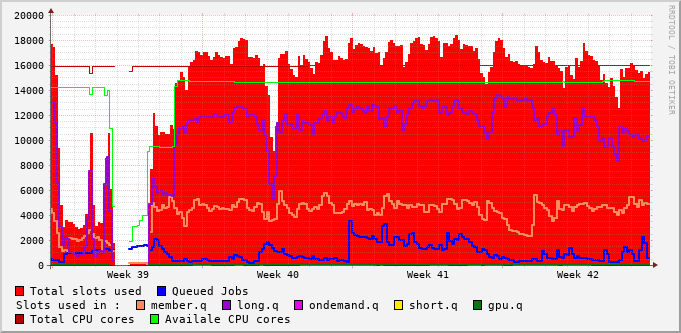 20000
18000
16000
14000
12000
10000
8000
6000
4000
2000
0
Week 39 Week 40 Week 41 Week 42
RRDTOOL / TOBI OETIKER
Total slots used Queued Jobs
Slots used in : member.q long.q ondemand.q short.q gpu.q
Total CPU cores Availale CPU cores